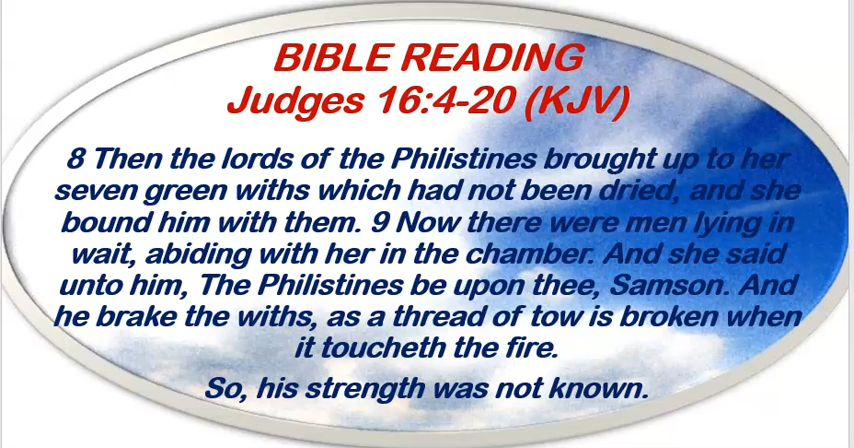 BIBLE READING
Judges 16:4-20 (KJV)
8 Then the lords of the Philistines brought up to her
seven green withs which had not been dried, and she
bound him with them. 9 Now there were men lying in
wait, abiding with her in the chamber. And she said
unto him, The Philistines be upon thee, Samson. And
he brake the withs, as a thread of tow is broken when
it toucheth the fire.
So, his strength was not known.